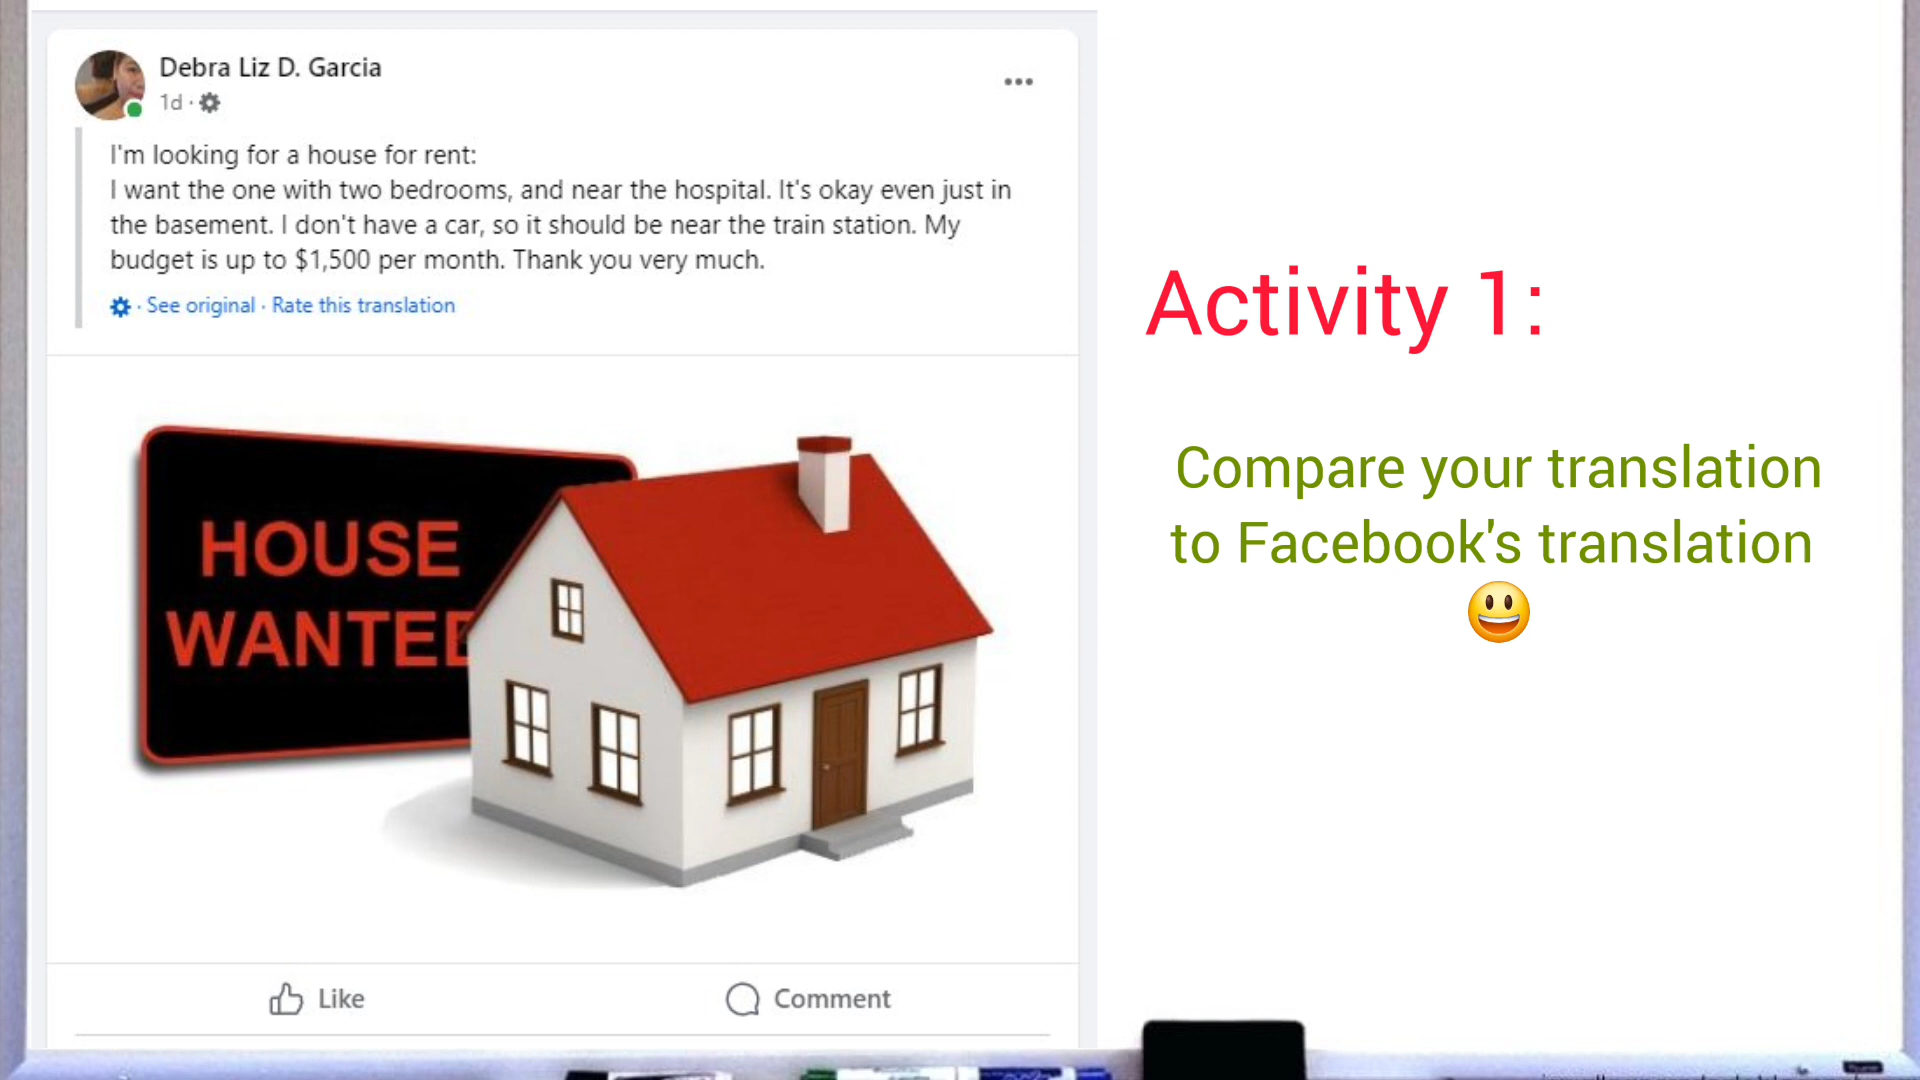 Debra Liz D. Garcia
1d ·
I'm looking for a house for rent:
I want the one with two bedrooms, and near the hospital. It's okay even just in
the basement. I don't have a car, so it should be near the train station. My
budget is up to $1,500 per month. Thank you very much.
· See original · Rate this translation
HOUSE
WANTED
Like
Comment
Activity 1:
Compare your translation
to Facebook's translation